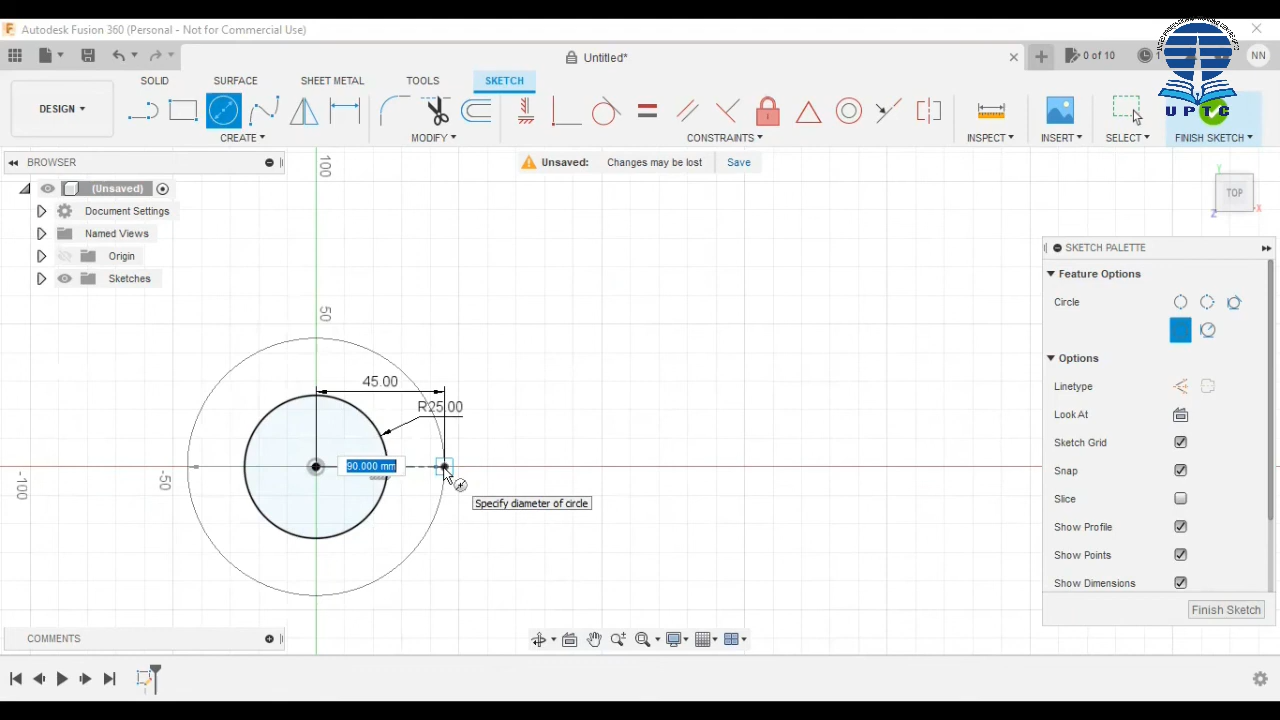 Autodesk Fusion 360 (Personal - Not for Commercial Use)
Untitled*
0 of 10
1
NN
UPTC
DESIGN
SOLID
SURFACE
SHEET METAL
TOOLS
SKETCH
CREATE
MODIFY
CONSTRAINTS
INSPECT
INSERT
SELECT
FINISH SKETCH
BROWSER
Unsaved:
Changes may be lost
Save
(Unsaved)
Document Settings
Named Views
Origin
Sketches
100
50
-50
-100
45.00
R25.00
90.000 mm
Specify diameter of circle
Y
TOP
X
Z
SKETCH PALETTE
Feature Options
Circle
Options
Linetype
Look At
Sketch Grid
Snap
Slice
Show Profile
Show Points
Show Dimensions
Finish Sketch
COMMENTS